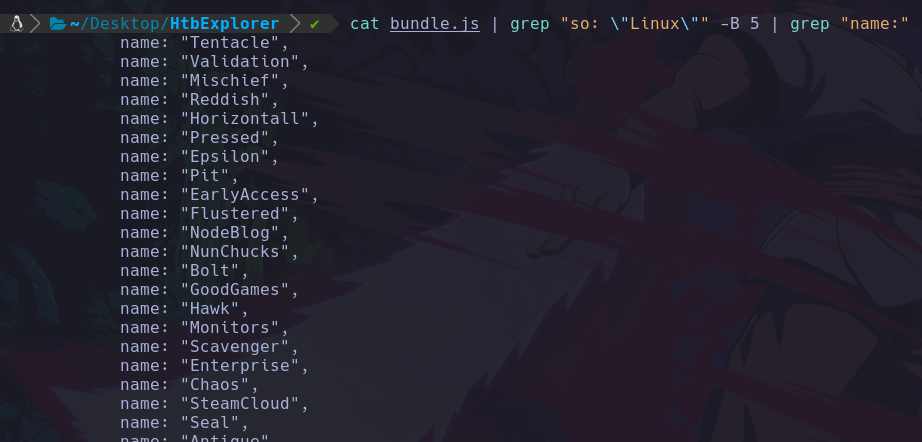 ~/Desktop/HtbExplorer ✔ cat bundle.js | grep "so: \"Linux\"" -B 5 | grep "name:"
name: "Tentacle",
name: "Validation",
name: "Mischief",
name: "Reddish",
name: "Horizontall",
name: "Pressed",
name: "Epsilon",
name: "Pit",
name: "EarlyAccess",
name: "Flustered",
name: "NodeBlog",
name: "NunChucks",
name: "Bolt",
name: "GoodGames",
name: "Hawk",
name: "Monitors",
name: "Scavenger",
name: "Enterprise",
name: "Chaos",
name: "SteamCloud",
name: "Seal",
name: "Antique"